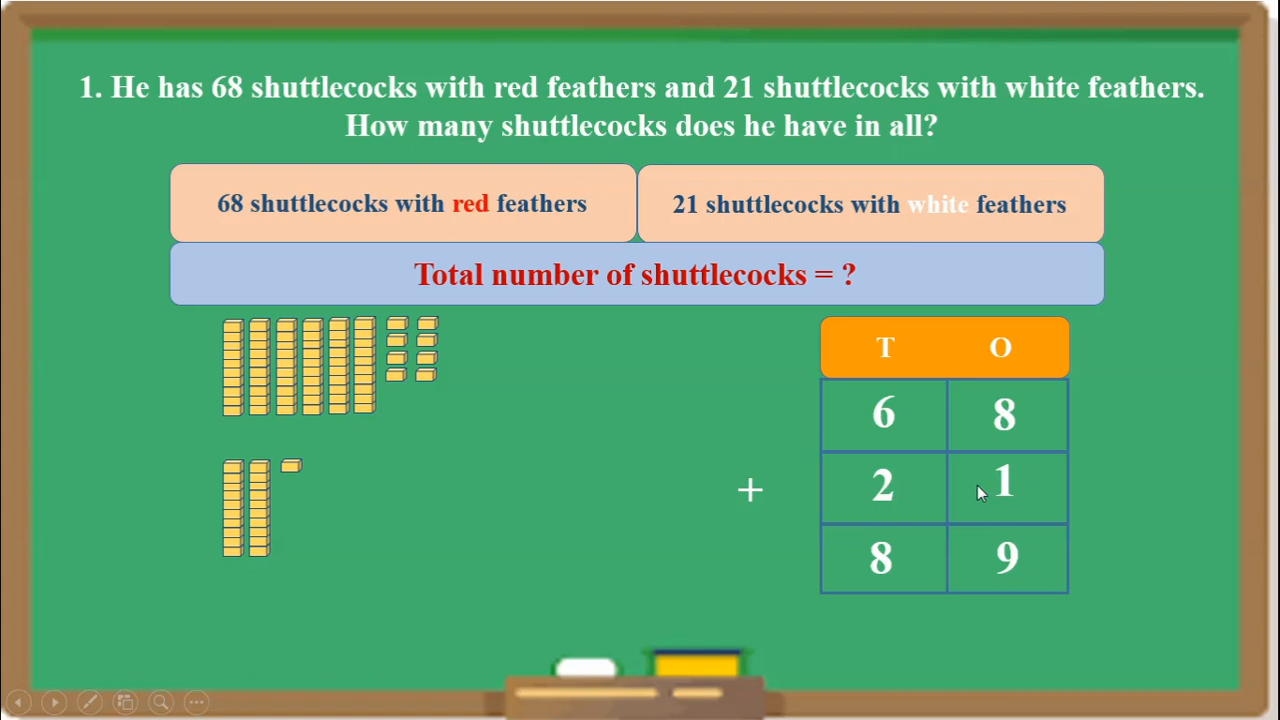 1. He has 68 shuttlecocks with red feathers and 21 shuttlecocks with white feathers.
How many shuttlecocks does he have in all?
68 shuttlecocks with red feathers
21 shuttlecocks with white feathers
Total number of shuttlecocks = ?
T O
6 8
+ 2 1
8 9